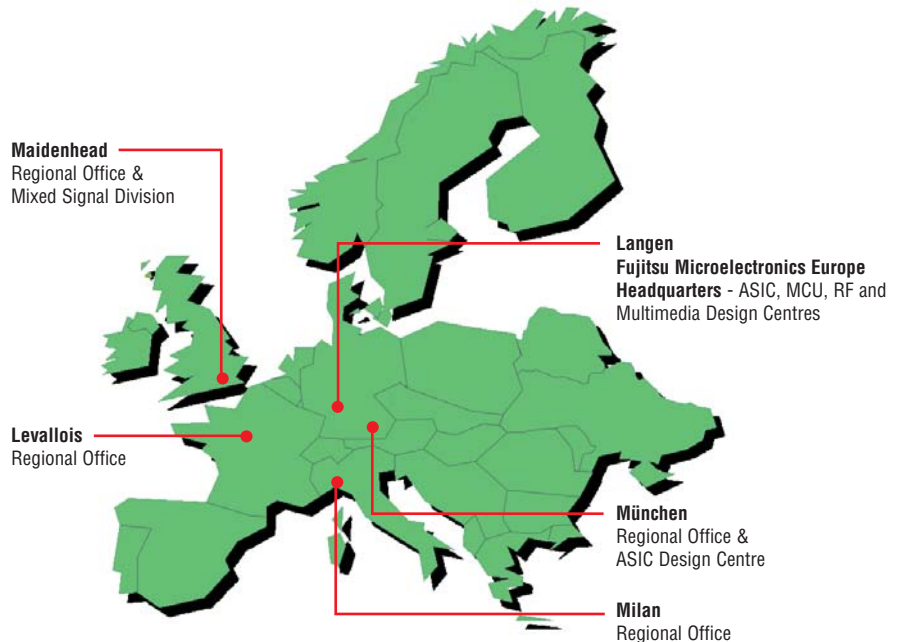 Maidenhead
Regional Office &
Mixed Signal Division
Langen
Fujitsu Microelectronics Europe
Headquarters - ASIC, MCU, RF and
Multimedia Design Centres
Levallois
Regional Office
München
Regional Office &
ASIC Design Centre
Milan
Regional Office